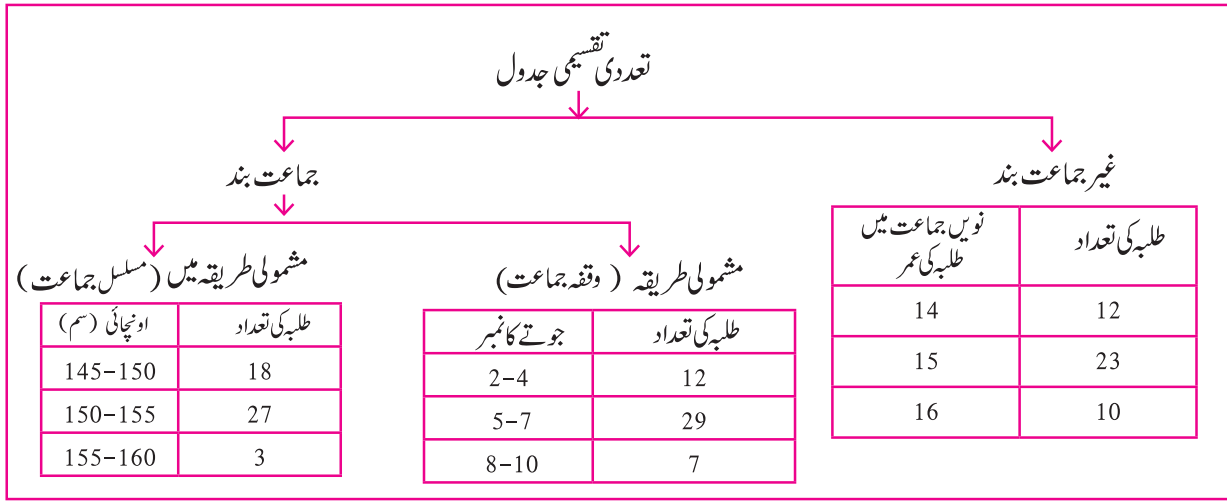 تعددی تقسیمی جدول
غیر جماعت بند
جماعت بند
نویں جماعت میں طلبہ کی عمر	طلبہ کی تعداد
14	12
15	23
16	10
مشمولی طریقہ ( وقفہ جماعت)
جوتے کا نمبر	طلبہ کی تعداد
2-4	12
5-7	29
8-10	7
مشمولی طریقہ میں (مسلسل جماعت)
اونچائی (سم)	طلبہ کی تعداد
145-150	18
150-155	27
155-160	3